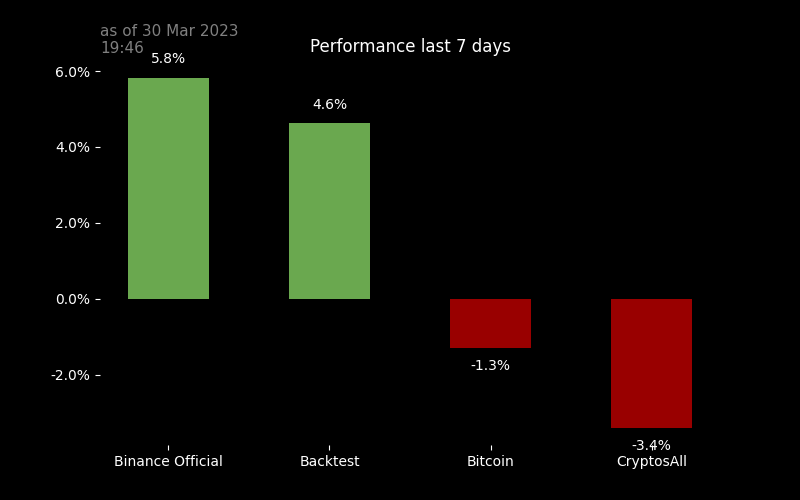 as of 30 Mar 2023
19:46
Performance last 7 days
5.8%
4.6%
-1.3%
-3.4%
6.0%
4.0%
2.0%
0.0%
-2.0%
Binance Official
Backtest
Bitcoin
CryptosAll